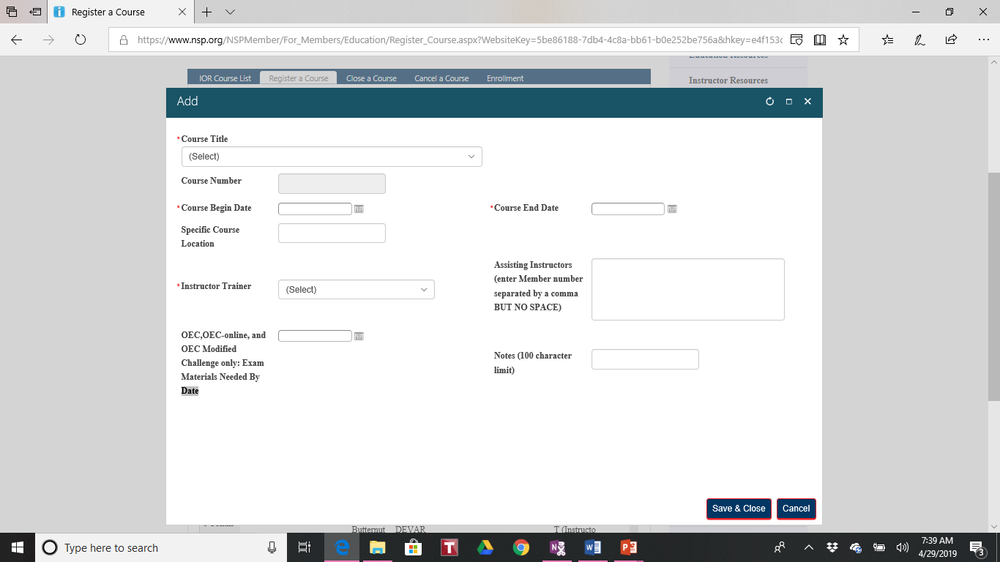 Register a Course
https://www.nsp.org/NSPMember/For_Members/Education/Register_Course.aspx?WebsiteKey=5be86188-7db4-4c8a-bb61-b0e252be756a&hkey=e4f153c
Education Resources
IOR Course List Register a Course Close a Course Cancel a Course Enrollment
Instructor Resources
Add
*Course Title
(Select)
Course Number
*Course Begin Date
*Course End Date
Specific Course
Location
Assisting Instructors
(enter Member number
separated by a comma
BUT NO SPACE)
*Instructor Trainer
(Select)
OEC,OEC-online, and
OEC Modified
Challenge only: Exam
Materials Needed By
Date
Notes (100 character
limit)
Save & Close Cancel
Butternut DEVAR T (Instructo
Type here to search
7:39 AM
4/29/2019
3